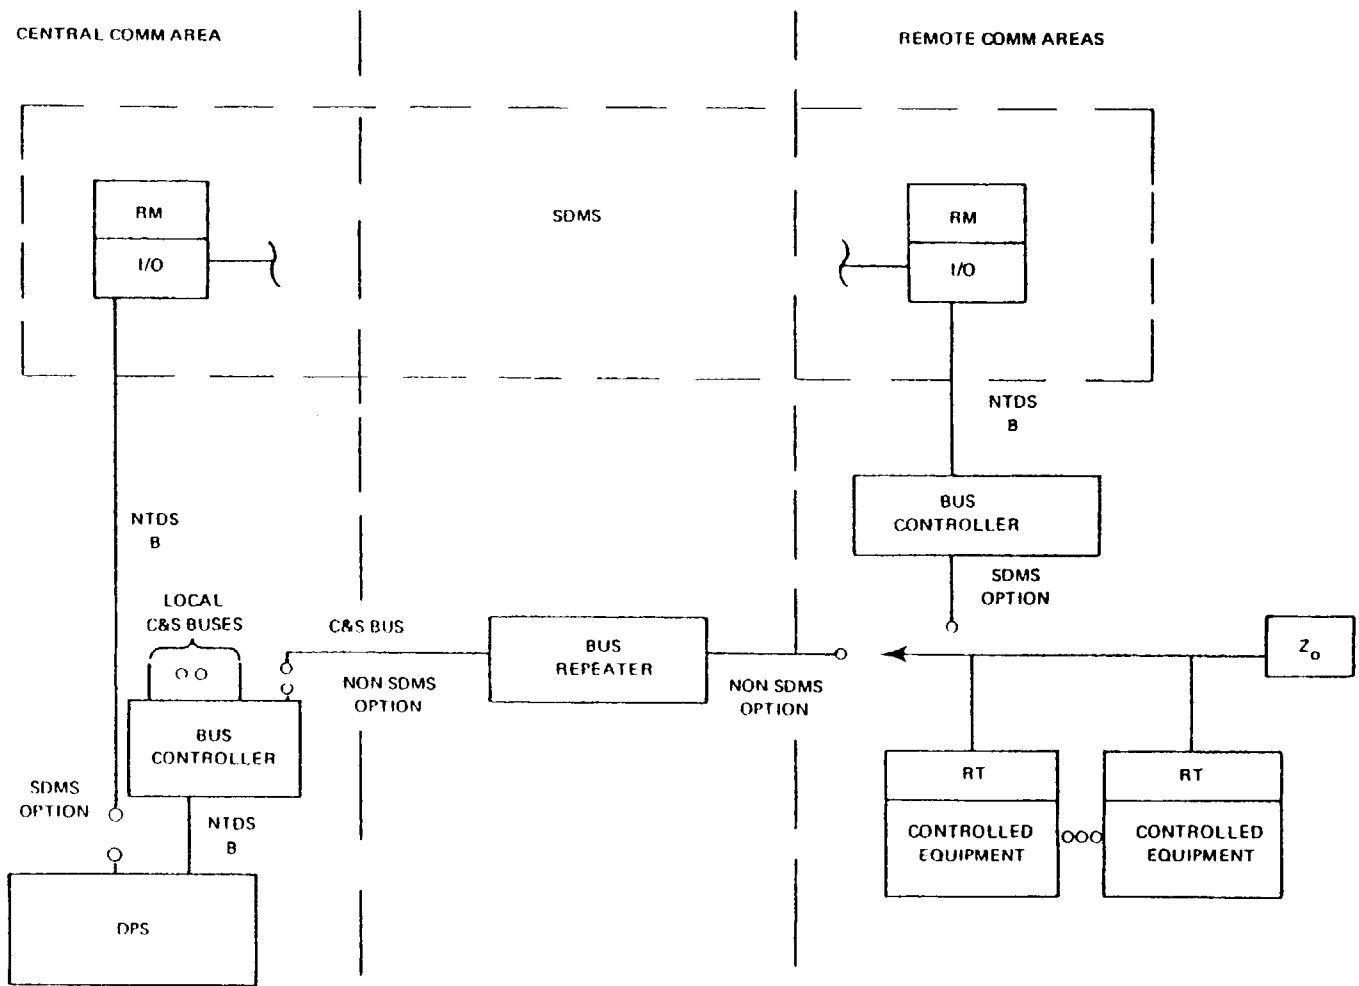 CENTRAL COMM AREA
REMOTE COMM AREAS
RM
I/O
SDMS
RM
I/O
NTDS
B
NTDS
B
BUS
CONTROLLER
SDMS
OPTION
LOCAL
C&S BUSES
C&S BUS
NON SDMS
OPTION
BUS
REPEATER
NON SDMS
OPTION
Zo
BUS
CONTROLLER
SDMS
OPTION
NTDS
B
DPS
RT
CONTROLLED
EQUIPMENT
RT
CONTROLLED
EQUIPMENT